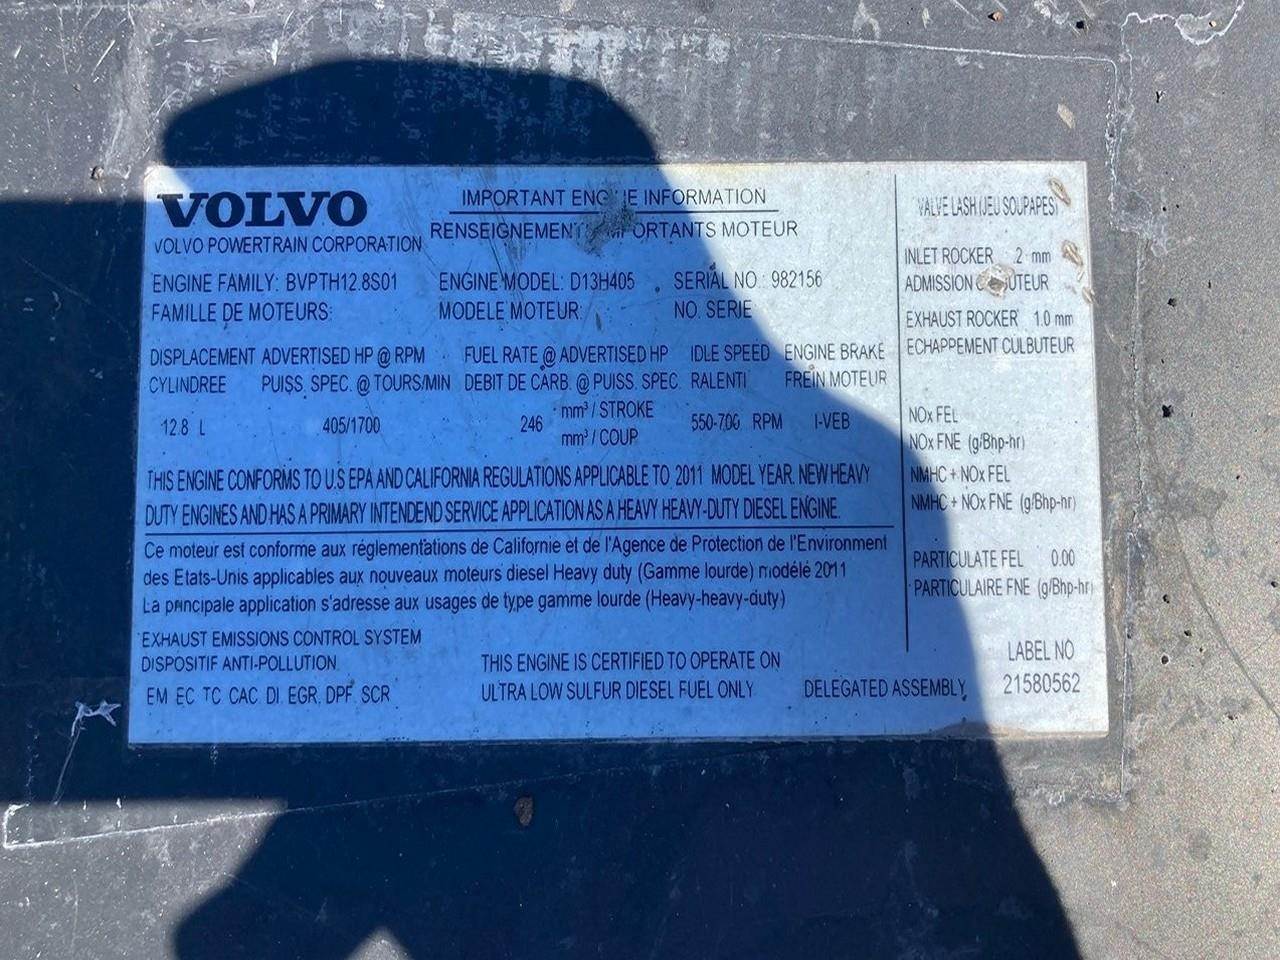 VOLVO
VOLVO POWERTRAIN CORPORATION
IMPORTANT INFORMATION
RENSEIGNEMENTS MOTEUR
ENGINE FAMILY: BVPTH12.8S01
FAMILLE DE MOTEURS:
ENGINE MODEL: D13H405
MODELE MOTEUR:
SERIAL NO.: 982156
NO. SERIE
DISPLACEMENT ADVERTISED HP @ RPM FUEL RATE @ ADVERTISED HP IDLE SPEED ENGINE BRAKE
CYLINDREE PUISS. SPEC. @ TOURS/MIN DEBIT DE CARB. @ PUISS. SPEC. RALENTI FREIN MOTEUR
12.8 L 405/1700 246 mm³ / STROKE
mm³ / COUP
550-700 RPM I-VEB
THIS ENGINE CONFORMS TO U.S EPA AND CALIFORNIA REGULATIONS APPLICABLE TO 2011 MODEL YEAR. NEW HEAVY
DUTY ENGINES AND HAS A PRIMARY INTENDEND SERVICE APPLICATION AS A HEAVY HEAVY-DUTY DIESEL ENGINE.
Ce moteur est conforme aux réglementations de Californie et de l'Agence de Protection de l'Environment
des Etats-Unis applicables aux nouveaux moteurs diesel Heavy duty (Gamme lourde) modélé 2011
La principale application s'adresse aux usages de type gamme lourde (Heavy-heavy-duty)
EXHAUST EMISSIONS CONTROL SYSTEM
DISPOSITIF ANTI-POLLUTION.
EM EC TC CAC DI EGR, DPF, SCR
THIS ENGINE IS CERTIFIED TO OPERATE ON
ULTRA LOW SULFUR DIESEL FUEL ONLY
DELEGATED ASSEMBLY
VALVE LASH (JEU SOUPAPES)
INLET ROCKER .2 mm
ADMISSION
EXHAUST ROCKER 1.0 mm
ECHAPPEMENT CULBUTEUR
NOx FEL
NOx FNE (g/Bhp-hr)
NMHC + NOx FEL
NMHC + NOx FNE (g/Bhp-hr)
PARTICULATE FEL 0.00
PARTICULAIRE FNE (g/Bhp-hr)
LABEL NO
21580562